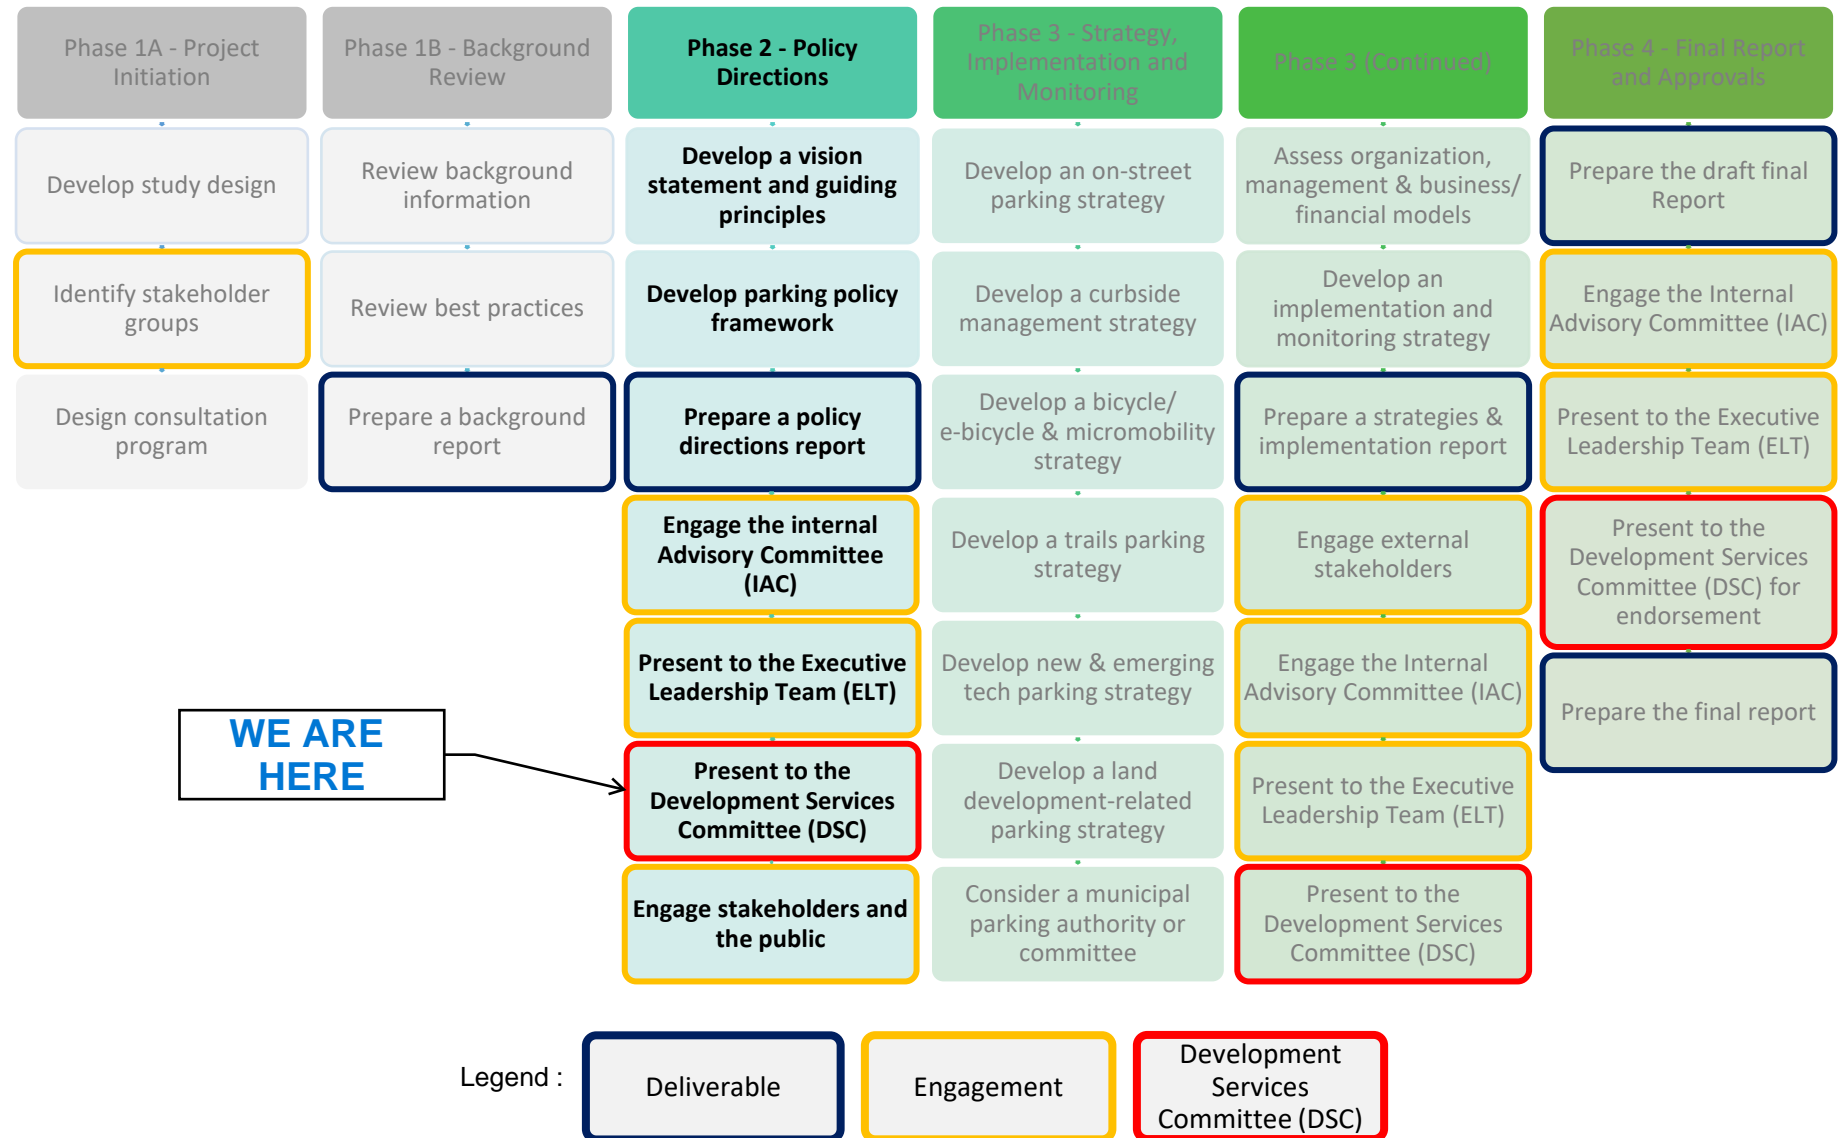 Phase 1A - Project
Initiation
Develop study design
Identify stakeholder
groups
Design consultation
program
Phase 1B - Background
Review
Review background
information
Review best practices
Prepare a background
report
Phase 2 - Policy
Directions
Develop a vision
statement and guiding
principles
Develop parking policy
framework
Prepare a policy
directions report
Engage the internal
Advisory Committee
(IAC)
Present to the Executive
Leadership Team (ELT)
Present to the
Development Services
Committee (DSC)
Engage stakeholders and
the public
Phase 3 - Strategy,
Implementation and
Monitoring
Develop an on-street
parking strategy
Develop a curbside
management strategy
Develop a bicycle/
e-bicycle & micromobility
strategy
Develop a trails parking
strategy
Develop new & emerging
tech parking strategy
Develop a land
development-related
parking strategy
Consider a municipal
parking authority or
committee
Phase 3 (Continued)
Assess organization,
management & business/
financial models
Develop an
implementation and
monitoring strategy
Prepare a strategies &
implementation report
Engage external
stakeholders
Engage the Internal
Advisory Committee (IAC)
Present to the Executive
Leadership Team (ELT)
Present to the
Development Services
Committee (DSC)
Phase 4 - Final Report
and Approvals
Prepare the draft final
Report
Engage the Internal
Advisory Committee (IAC)
Present to the Executive
Leadership Team (ELT)
Present to the
Development Services
Committee (DSC) for
endorsement
Prepare the final report
WE ARE
HERE
Legend :
Deliverable
Engagement
Development
Services
Committee (DSC)